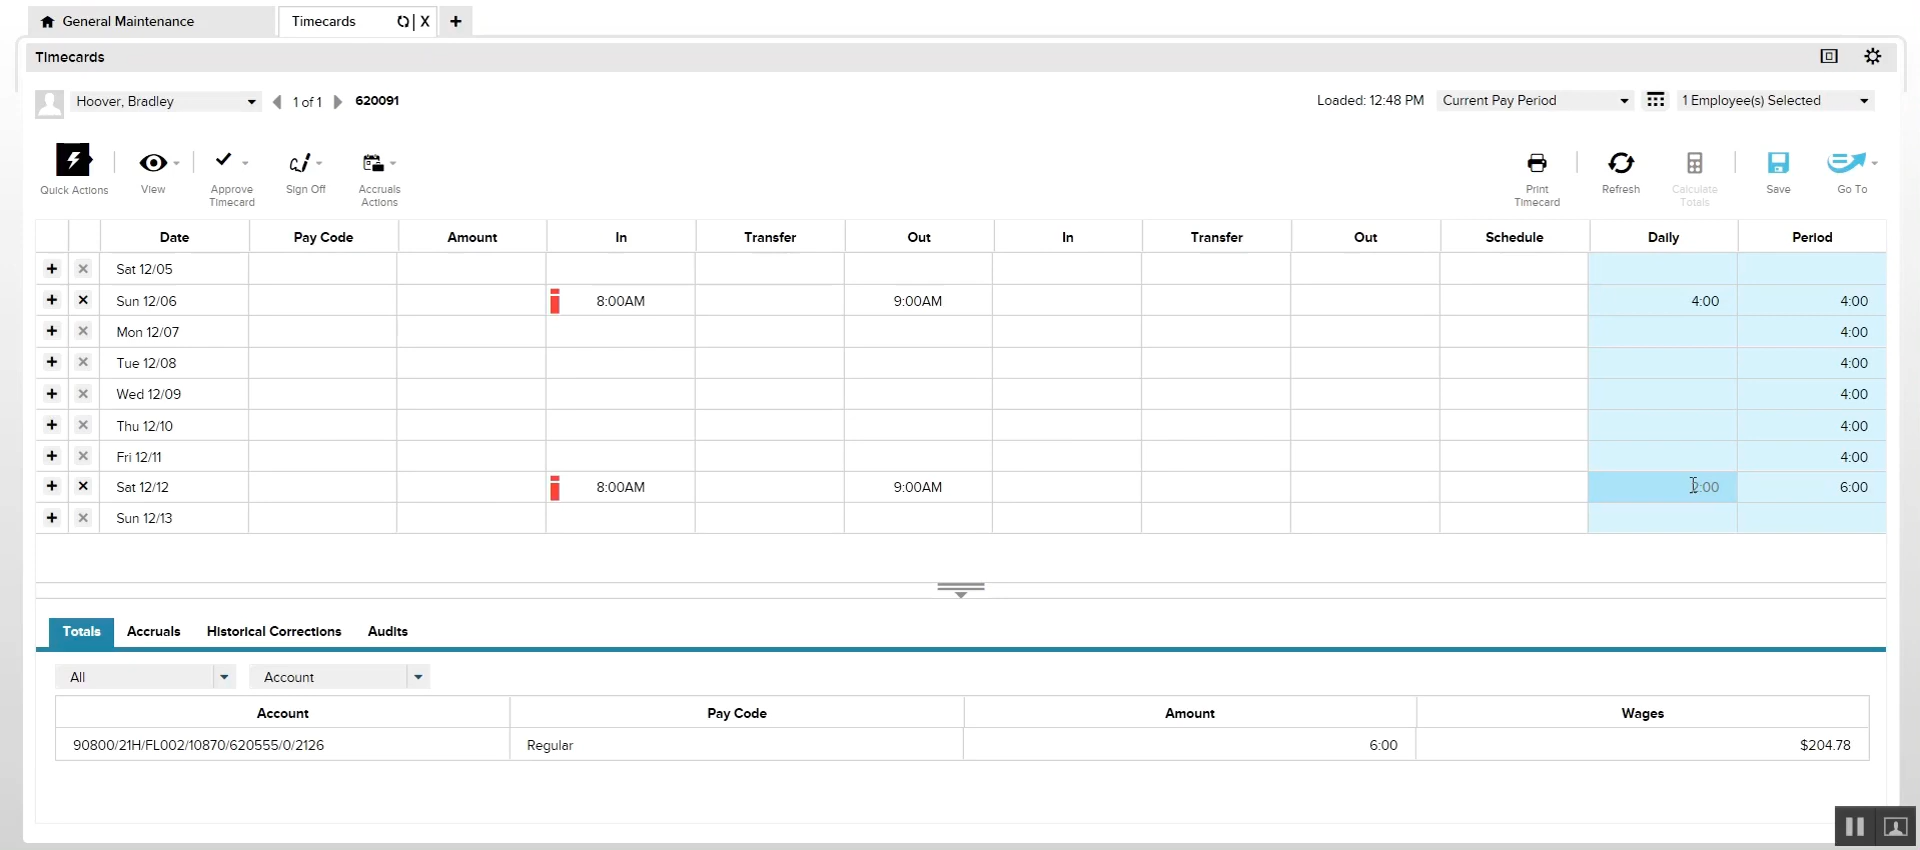 General Maintenance
Timecards | X +
Timecards
Hoover, Bradley 1 of 1 620091 Loaded: 12:48 PM Current Pay Period 1 Employee(s) Selected
Quick Actions View Approve Timecard Sign Off Accruals Actions Print Timecard Refresh Calculate Totals Save Go To
Date Pay Code Amount In Transfer Out In Transfer Out Schedule Daily Period
Sat 12/05
Sun 12/06 8:00AM 9:00AM 4:00 4:00
Mon 12/07 4:00
Tue 12/08 4:00
Wed 12/09 4:00
Thu 12/10 4:00
Fri 12/11 4:00
Sat 12/12 8:00AM 9:00AM 2:00 6:00
Sun 12/13
Totals Accruals Historical Corrections Audits
All Account
Account Pay Code Amount Wages
90800/21H/FL002/10870/620555/0/2126 Regular 6:00 $204.78